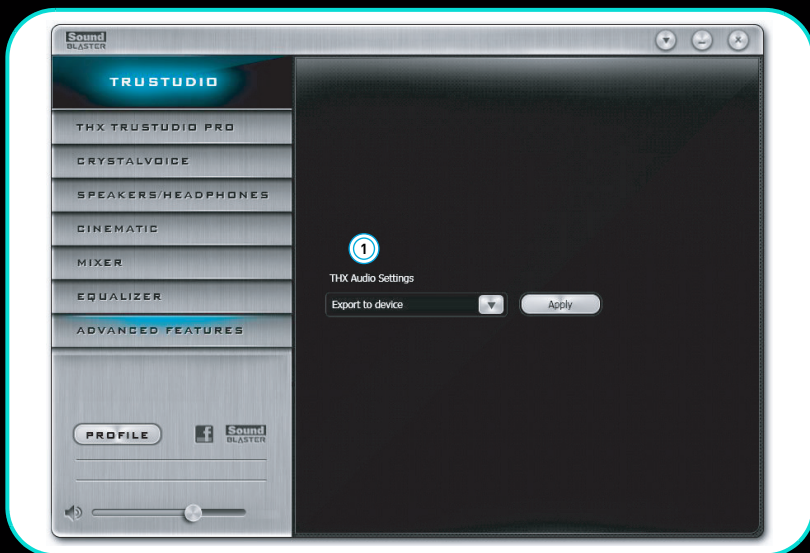 Sound
BLASTER
TRUSTUDIO
THX TRUSTUDIO PRO
CRYSTALVOICE
SPEAKERS/HEADPHONES
CINEMATIC
MIXER
EQUALIZER
ADVANCED FEATURES
PROFILE
f
Sound
BLASTER
1
THX Audio Settings
Export to device
Apply